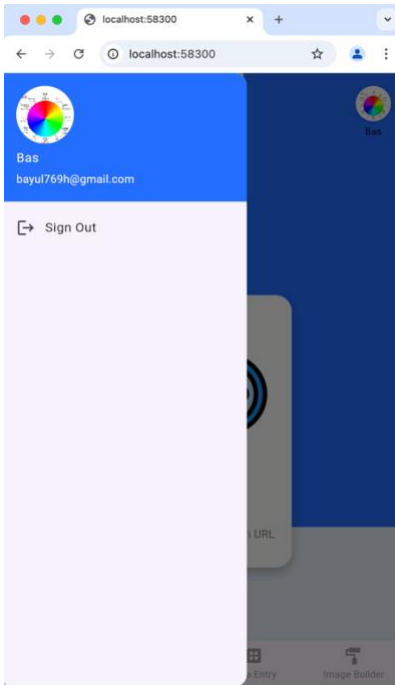 localhost:58300
localhost:58300
Bas
bayul769h@gmail.com
Bas
Sign Out
URL
Entry
Image Builder